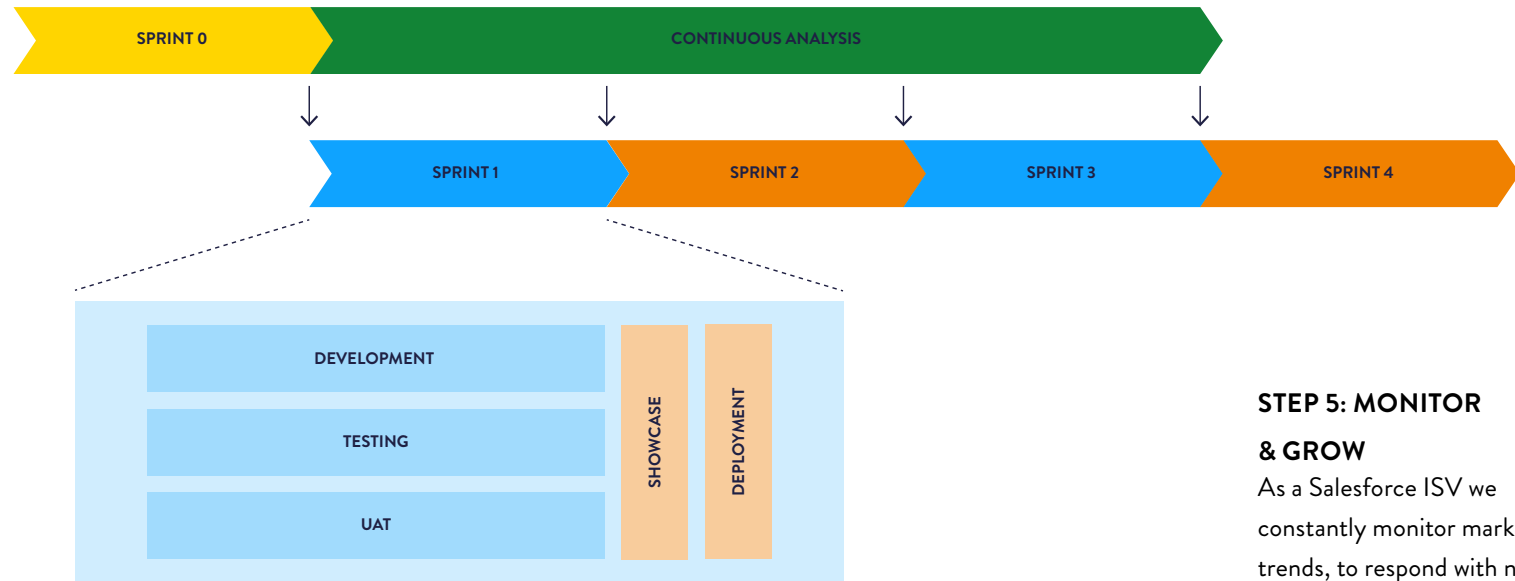 SPRINT 0
CONTINUOUS ANALYSIS
SPRINT 1
SPRINT 2
SPRINT 3
SPRINT 4
DEVELOPMENT
TESTING
UAT
SHOWCASE
DEPLOYMENT
STEP 5: MONITOR
& GROW
As a Salesforce ISV we
constantly monitor
trends, to respond with